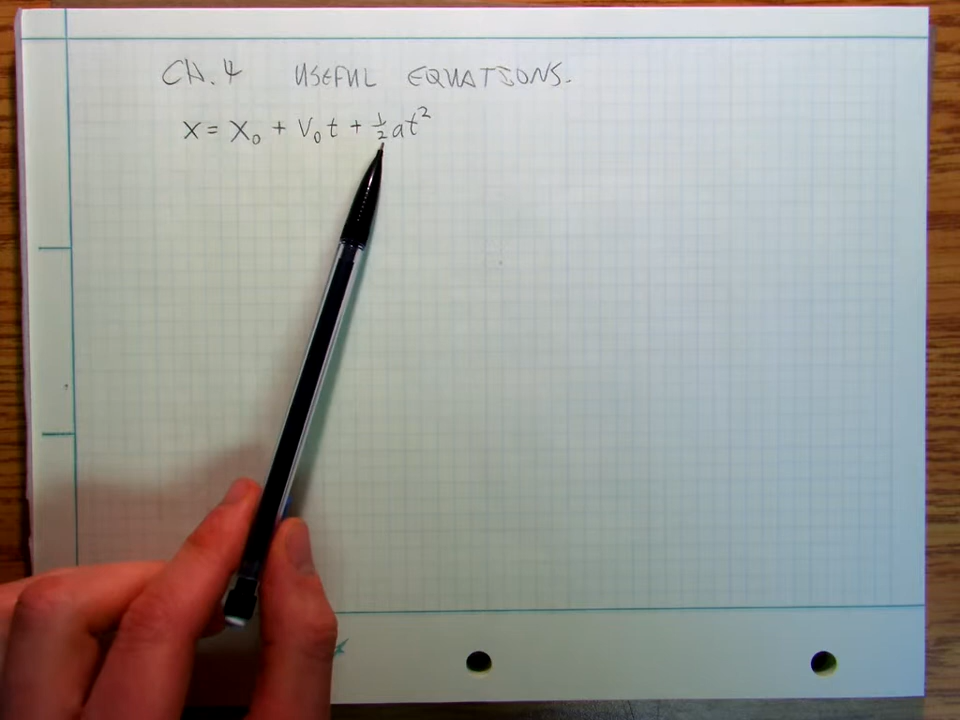 CH.4 USEFUL EQUATIONS.
x = x₀ + v₀t + ½at²